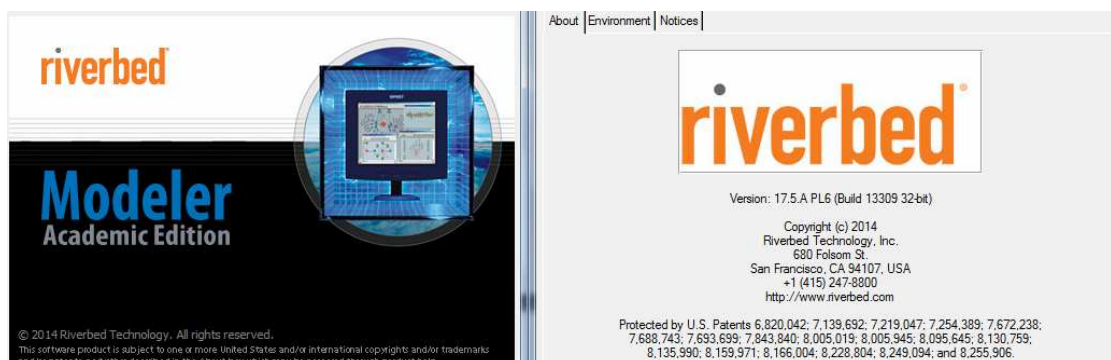 riverbed
Modeler
Academic Edition
© 2014 Riverbed Technology. All rights reserved.
This software product is subject to one or more United States and/or international copyrights and/or trademarks
About
Environment
Notices
riverbed
Version: 17.5.A PL6 (Build 13309 32-bit)
Copyright (c) 2014
Riverbed Technology, Inc.
680 Folsom St.
San Francisco, CA 94107, USA
+1 (415) 247-8800
http://www.riverbed.com
Protected by U.S. Patents 6,820,042; 7,139,692; 7,219,047; 7,254,389; 7,672,238;
7,688,743; 7,693,699; 7,843,840; 8,005,019; 8,005,945; 8,095,645; 8,130,759;
8,135,990; 8,159,971; 8,166,004; 8,228,804; 8,249,094; and 8,255,906.